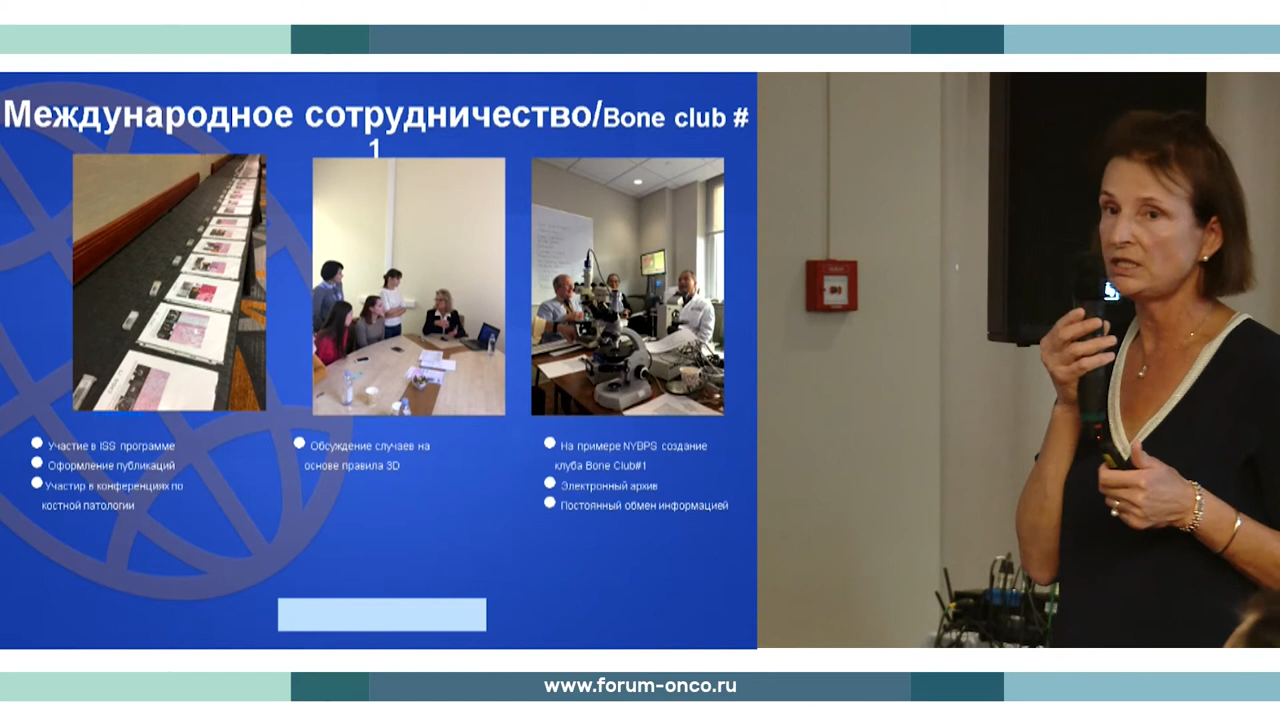 Международное сотрудничество/Bone club #
1
Участие в ISS программе
Оформление публикаций
Участир в конференциях по
костной патологии
Обсуждение случаев на
основе правила 3D
На примере NYBPS создание
клуба Bone Club#1
Электронный архив
Постоянный обмен информацией
www.forum-onco.ru